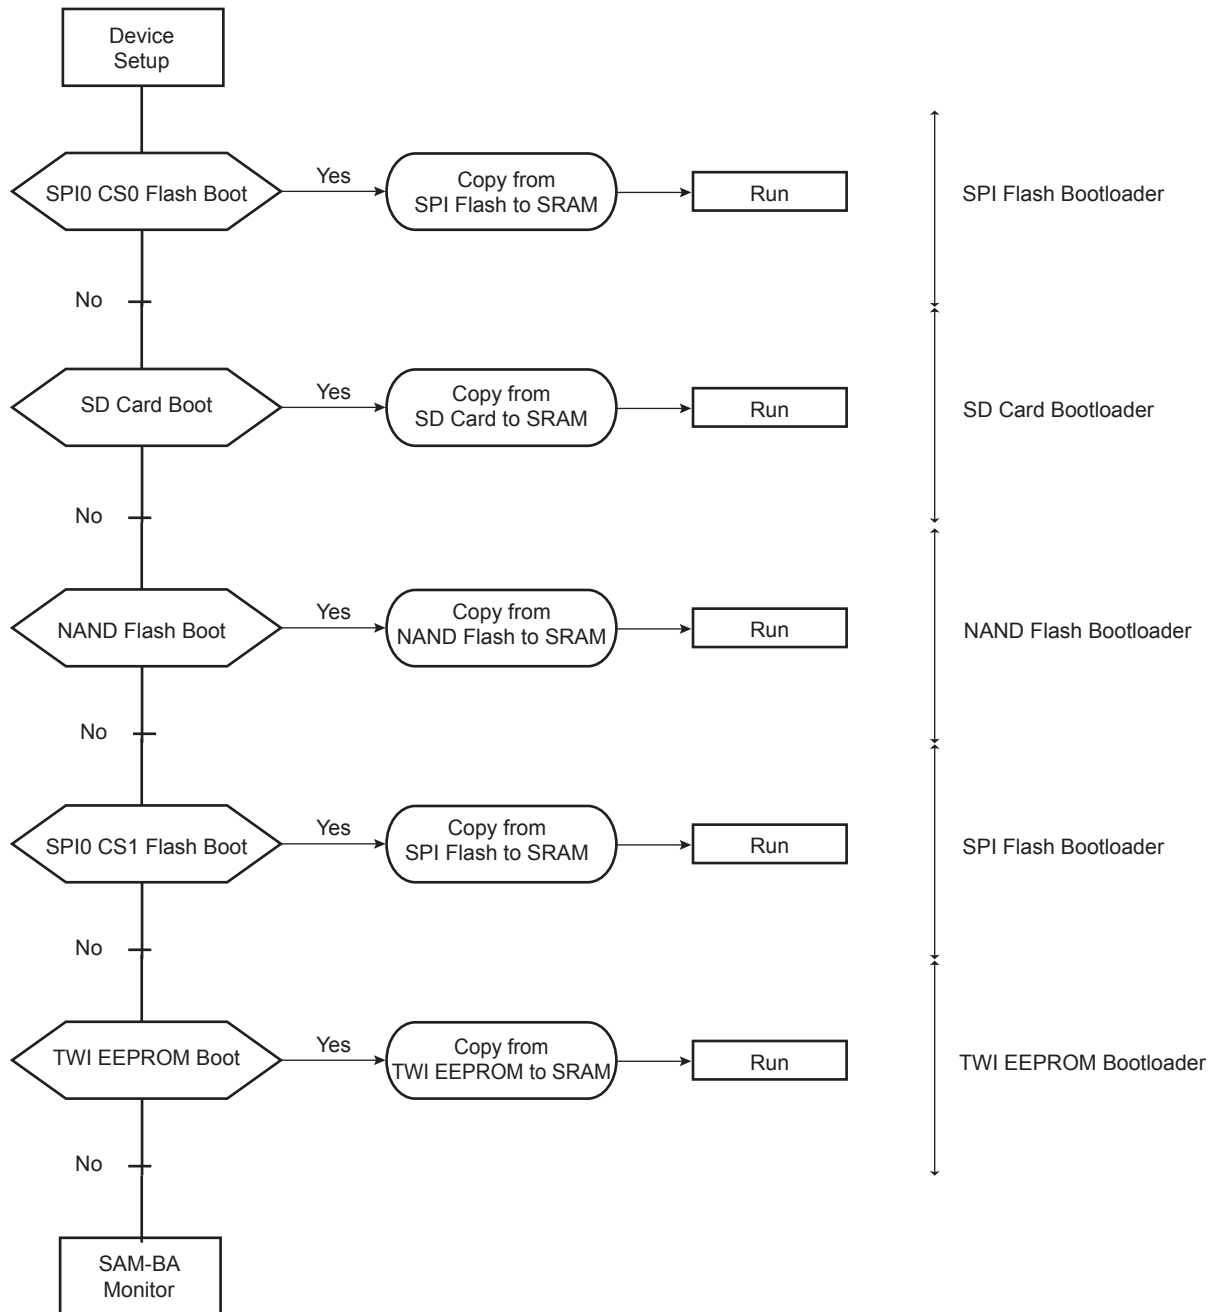 Device
Setup
SPI0 CS0 Flash Boot
Yes
Copy from
SPI Flash to SRAM
Run
SPI Flash Bootloader
No
SD Card Boot
Yes
Copy from
SD Card to SRAM
Run
SD Card Bootloader
No
NAND Flash Boot
Yes
Copy from
NAND Flash to SRAM
Run
NAND Flash Bootloader
No
SPI0 CS1 Flash Boot
Yes
Copy from
SPI Flash to SRAM
Run
SPI Flash Bootloader
No
TWI EEPROM Boot
Yes
Copy from
TWI EEPROM to SRAM
Run
TWI EEPROM Bootloader
No
SAM-BA
Monitor